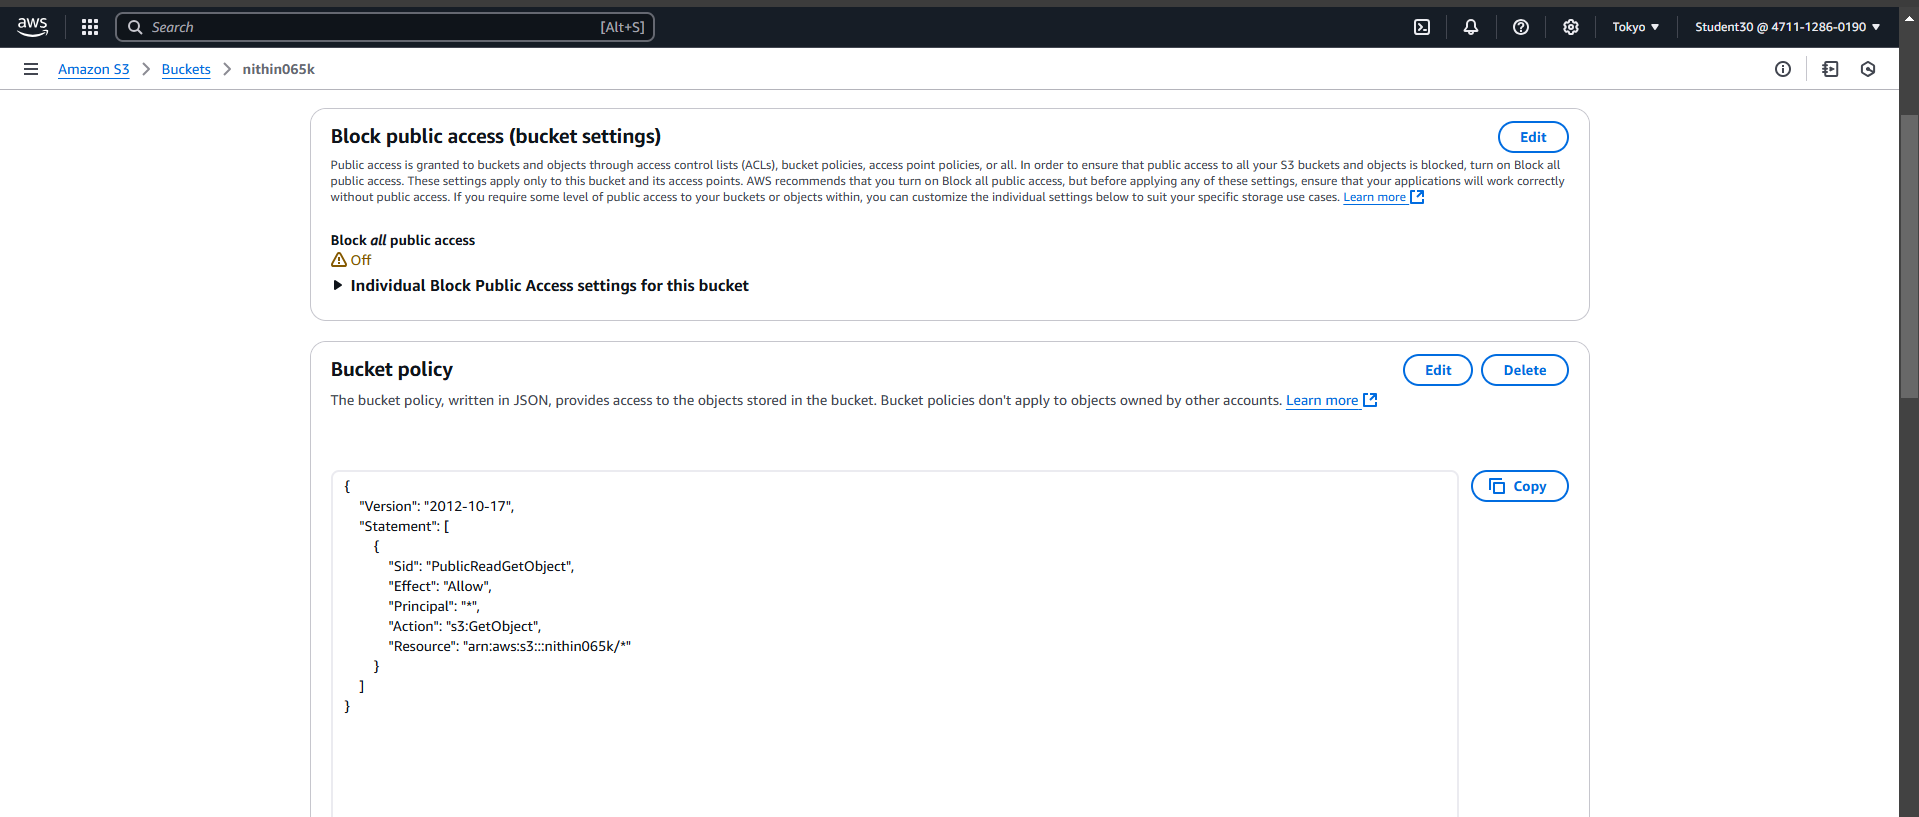 aws
Search [Alt+S]
Tokyo
Student30 @ 4711-1286-0190
Amazon S3
Buckets
nithin065k
Block public access (bucket settings)
Edit
Public access is granted to buckets and objects through access control lists (ACLs), bucket policies, access point policies, or all. In order to ensure that public access to all your S3 buckets and objects is blocked, turn on Block all
public access. These settings apply only to this bucket and its access points. AWS recommends that you turn on Block all public access, but before applying any of these settings, ensure that your applications will work correctly
without public access. If you require some level of public access to your buckets or objects within, you can customize the individual settings below to suit your specific storage use cases. Learn more
Block all public access
Off
Individual Block Public Access settings for this bucket
Bucket policy
Edit
Delete
The bucket policy, written in JSON, provides access to the objects stored in the bucket. Bucket policies don't apply to objects owned by other accounts. Learn more
Copy
{
"Version": "2012-10-17",
"Statement": [
{
"Sid": "PublicReadGetObject",
"Effect": "Allow",
"Principal": "*",
"Action": "s3:GetObject",
"Resource": "arn:aws:s3:::nithin065k/*"
}
]
}